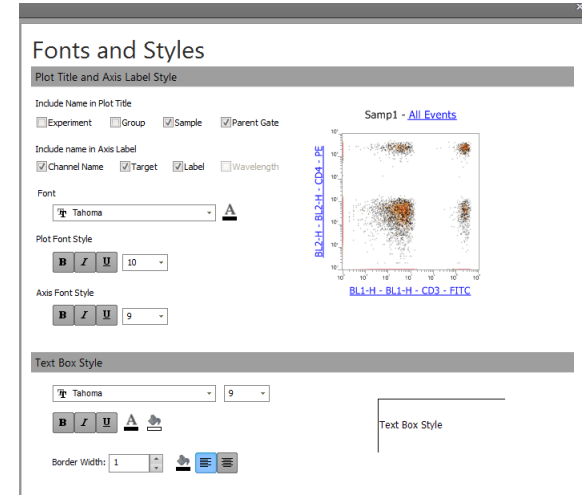 Fonts and Styles
Plot Title and Axis Label Style
Include Name in Plot Title
Experiment Group Sample Parent Gate
Include name in Axis Label
Channel Name Target Label Wavelength
Font
Tahoma A
Plot Font Style
B I U 10
Axis Font Style
B I U 9
Samp1 - All Events
BL2-H - BL2-H - CD4 - PE
BL1-H - BL1-H - CD3 - FITC
Text Box Style
Tahoma 9
B I U A
Border Width: 1
Text Box Style